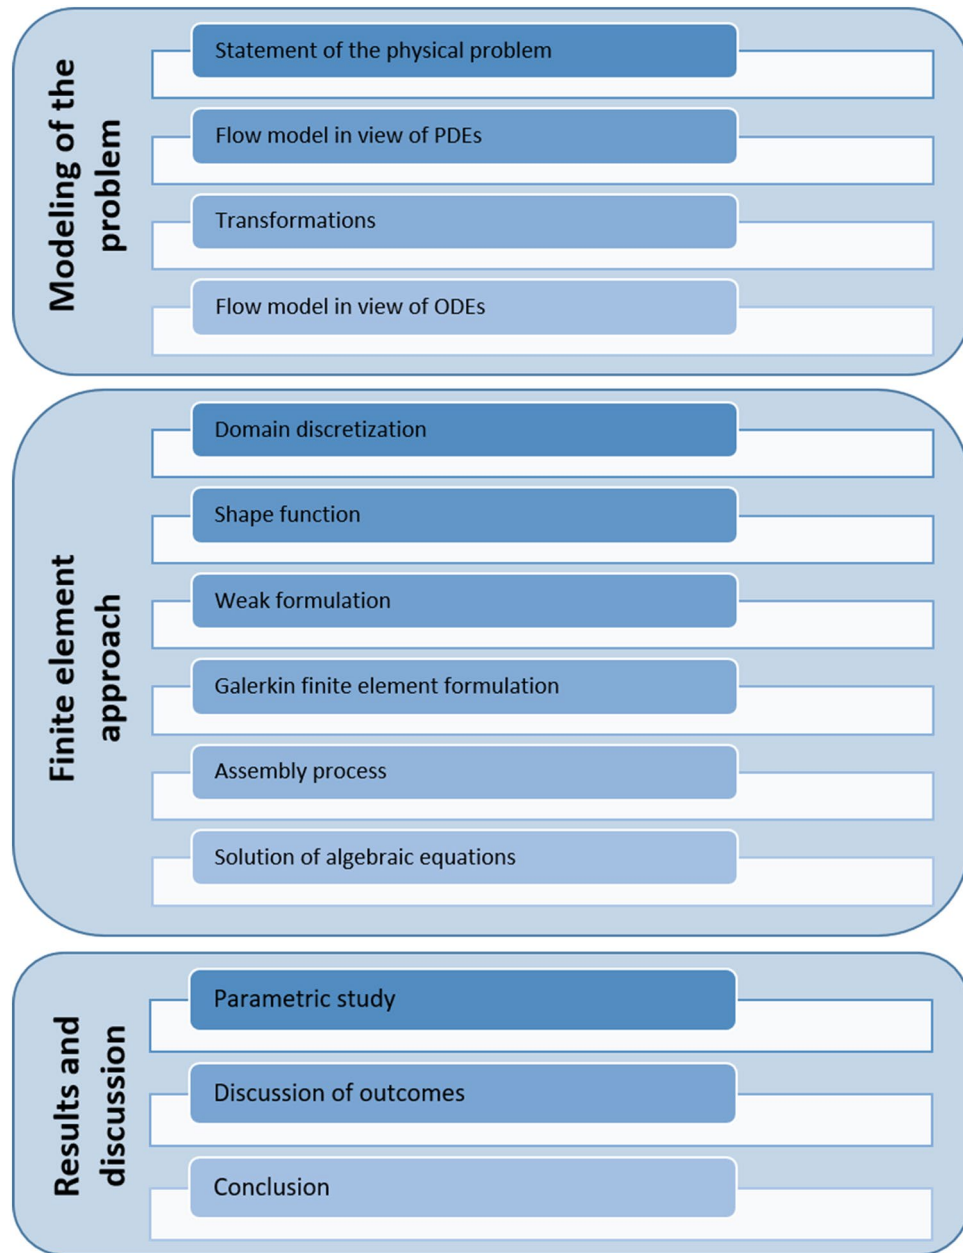 Modeling of the
problem
Statement of the physical problem
Flow model in view of PDEs
Transformations
Flow model in view of ODEs
Finite element
approach
Domain discretization
Shape function
Weak formulation
Galerkin finite element formulation
Assembly process
Solution of algebraic equations
Results and
discussion
Parametric study
Discussion of outcomes
Conclusion